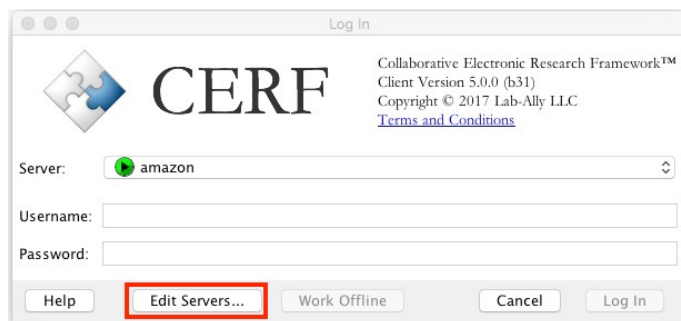 Log In
CERF
Collaborative Electronic Research Framework™
Client Version 5.0.0 (b31)
Copyright © 2017 Lab-Ally LLC
Terms and Conditions
Server: amazon
Username:
Password:
Help Edit Servers... Work Offline Cancel Log In